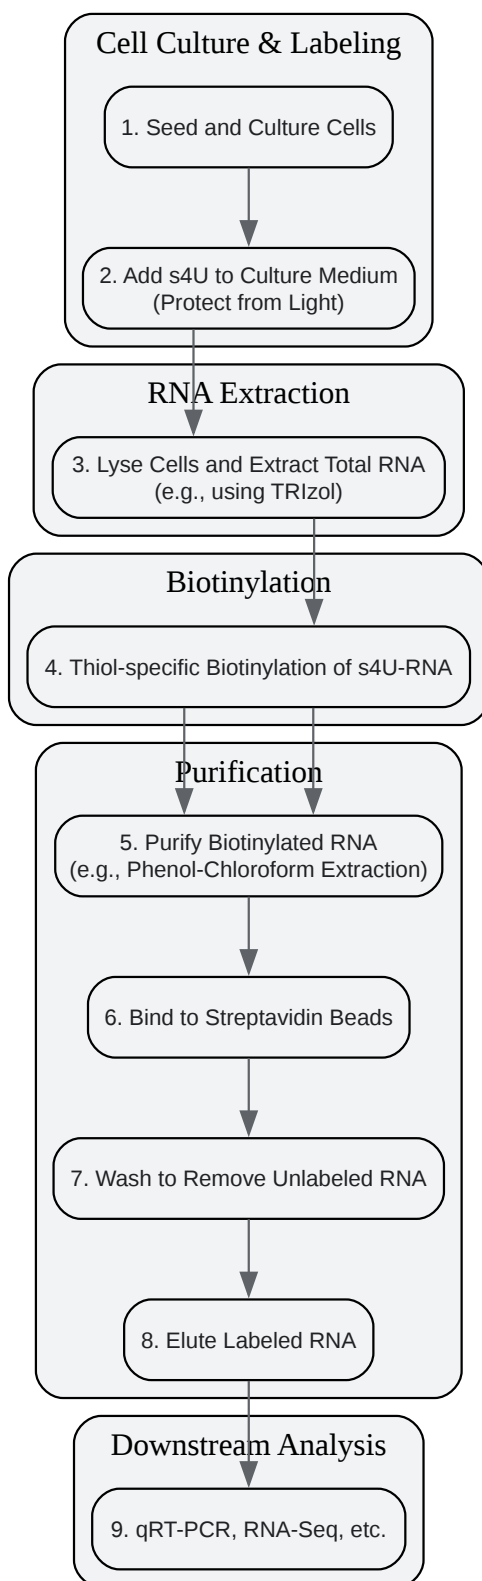 Cell Culture & Labeling
1. Seed and Culture Cells
2. Add s4U to Culture Medium
(Protect from Light)
RNA Extraction
3. Lyse Cells and Extract Total RNA
(e.g., using TRIzol)
Biotinylation
4. Thiol-specific Biotinylation of s4U-RNA
Purification
5. Purify Biotinylated RNA
(e.g., Phenol-Chloroform Extraction)
6. Bind to Streptavidin Beads
7. Wash to Remove Unlabeled RNA
8. Elute Labeled RNA
Downstream Analysis
9. qRT-PCR, RNA-Seq, etc.